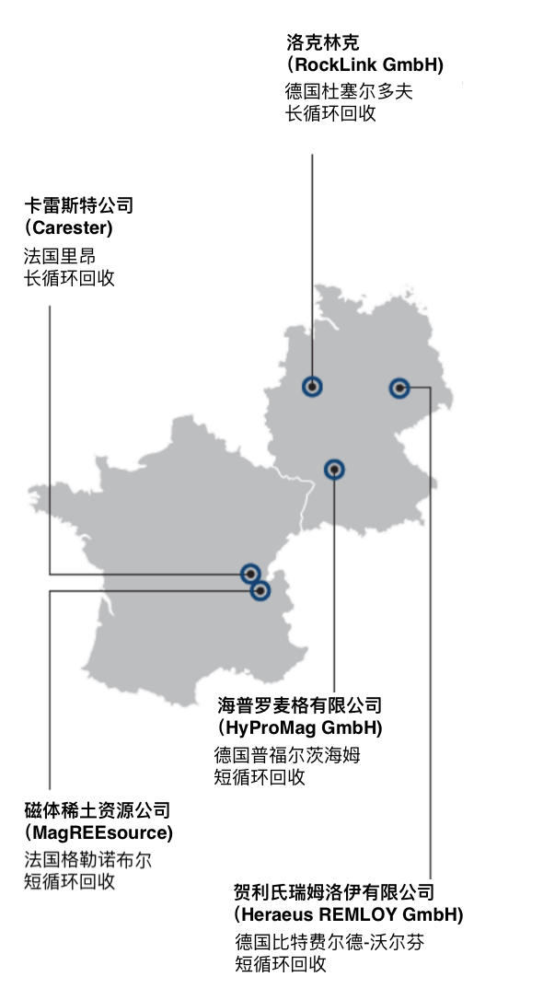 洛克林克
(RockLink GmbH)
德国杜塞尔多夫
长循环回收
卡雷斯特公司
(Carester)
法国里昂
长循环回收
海普罗麦格有限公司
(HyProMag GmbH)
德国普福尔茨海姆
短循环回收
磁体稀土资源公司
(MagREEsource)
法国格勒诺布尔
短循环回收
贺利氏瑞姆洛伊有限公司
(Heraeus REMLOY GmbH)
德国比特费尔德-沃尔芬
短循环回收